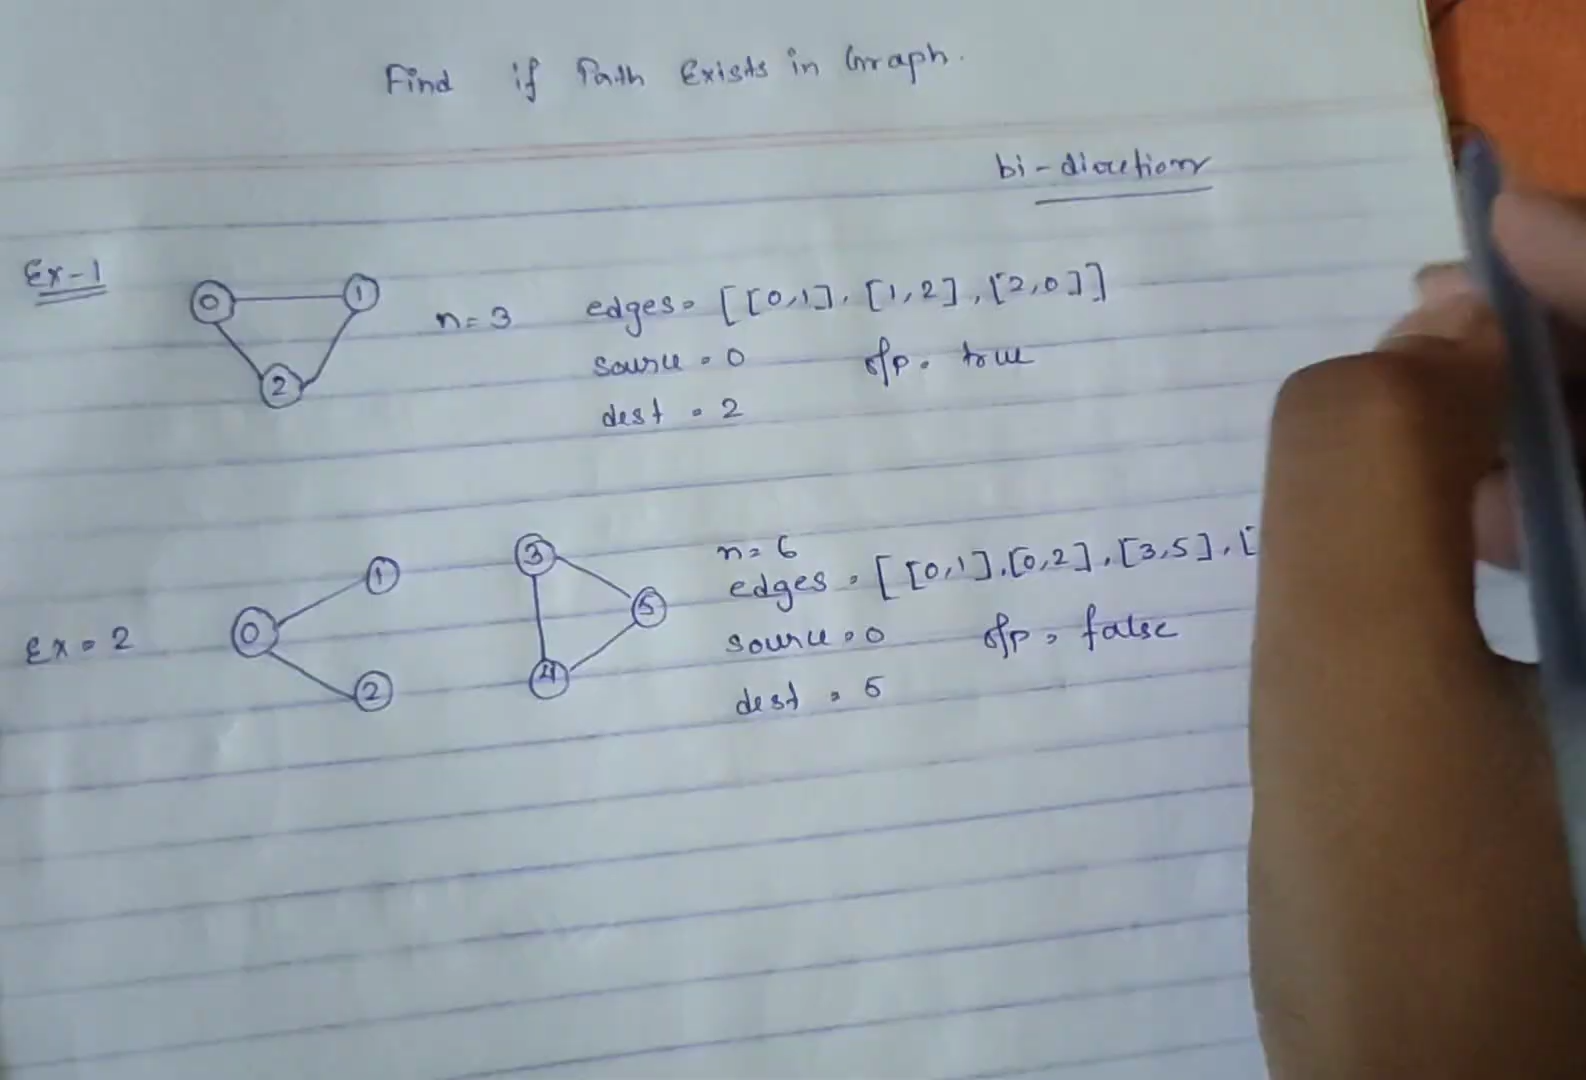 Find if Path Exists in Graph.
bi-direction
Ex-1
0 1 2
n=3
edges= [[0,1], [1,2], [2,0]]
source = 0 o/p = true
dest = 2
Ex=2
0 1 2 3 4 5
n=6
edges = [[0,1],[0,2],[3,5],[
source=0 o/p = false
dest = 5